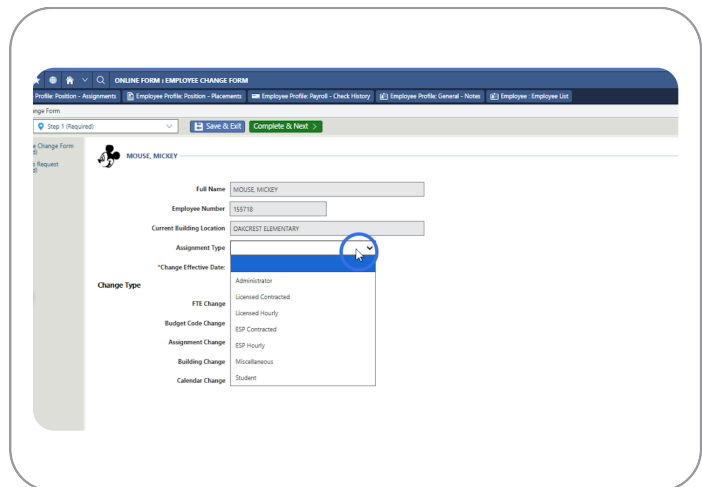 ONLINE FORM : EMPLOYEE CHANGE FORM
Profile: Position - Assignments Employee Profile: Position - Placements Employee Profile: Payroll - Check History Employee Profile: General - Notes Employee : Employee List
ange Form
Step 1 (Required) Save & Exit Complete & Next >
e Change Form
d)
s Request
d)
MOUSE, MICKEY
Full Name MOUSE, MICKEY
Employee Number 155718
Current Building Location OAKCREST ELEMENTARY
Assignment Type
*Change Effective Date:
Administrator
Change Type
Licensed Contracted
FTE Change
Licensed Hourly
Budget Code Change
ESP Contracted
Assignment Change
ESP Hourly
Building Change
Miscellaneous
Calendar Change
Student